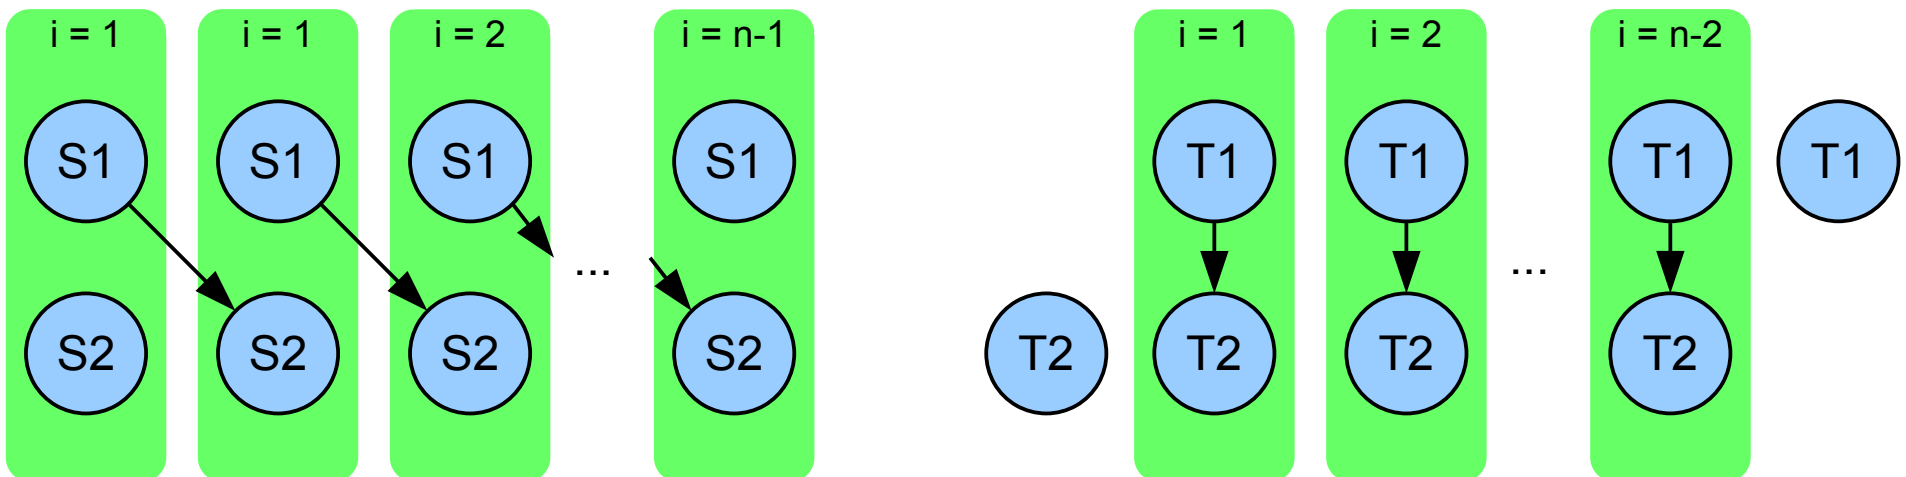 i = 1 i = 1 i = 2 i = n-1 i = 1 i = 2 i = n-2
S1 S1 S1 S1 T1 T1 T1 T1
... ...
S2 S2 S2 S2 T2 T2 T2 T2